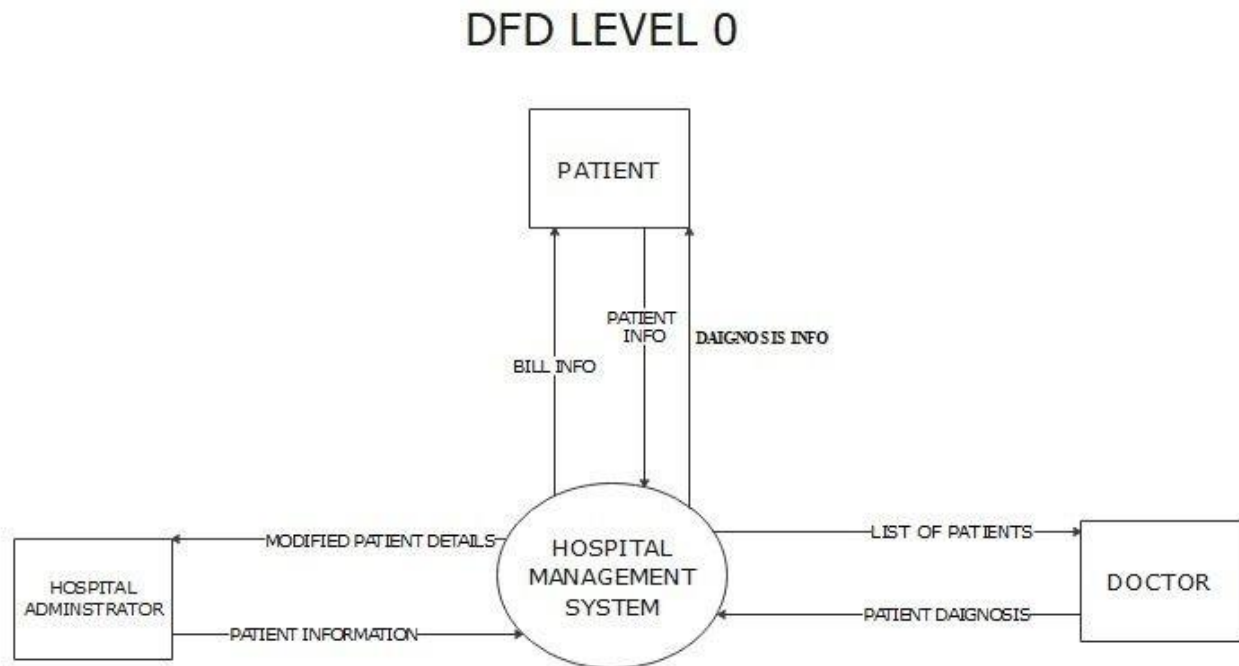 DFD LEVEL 0
PATIENT
PATIENT
INFO
DAIGNOSIS INFO
BILL INFO
MODIFIED PATIENT DETAILS
LIST OF PATIENTS
HOSPITAL
MANAGEMENT
SYSTEM
HOSPITAL
ADMINSTRATOR
DOCTOR
PATIENT INFORMATION
PATIENT DAIGNOSIS